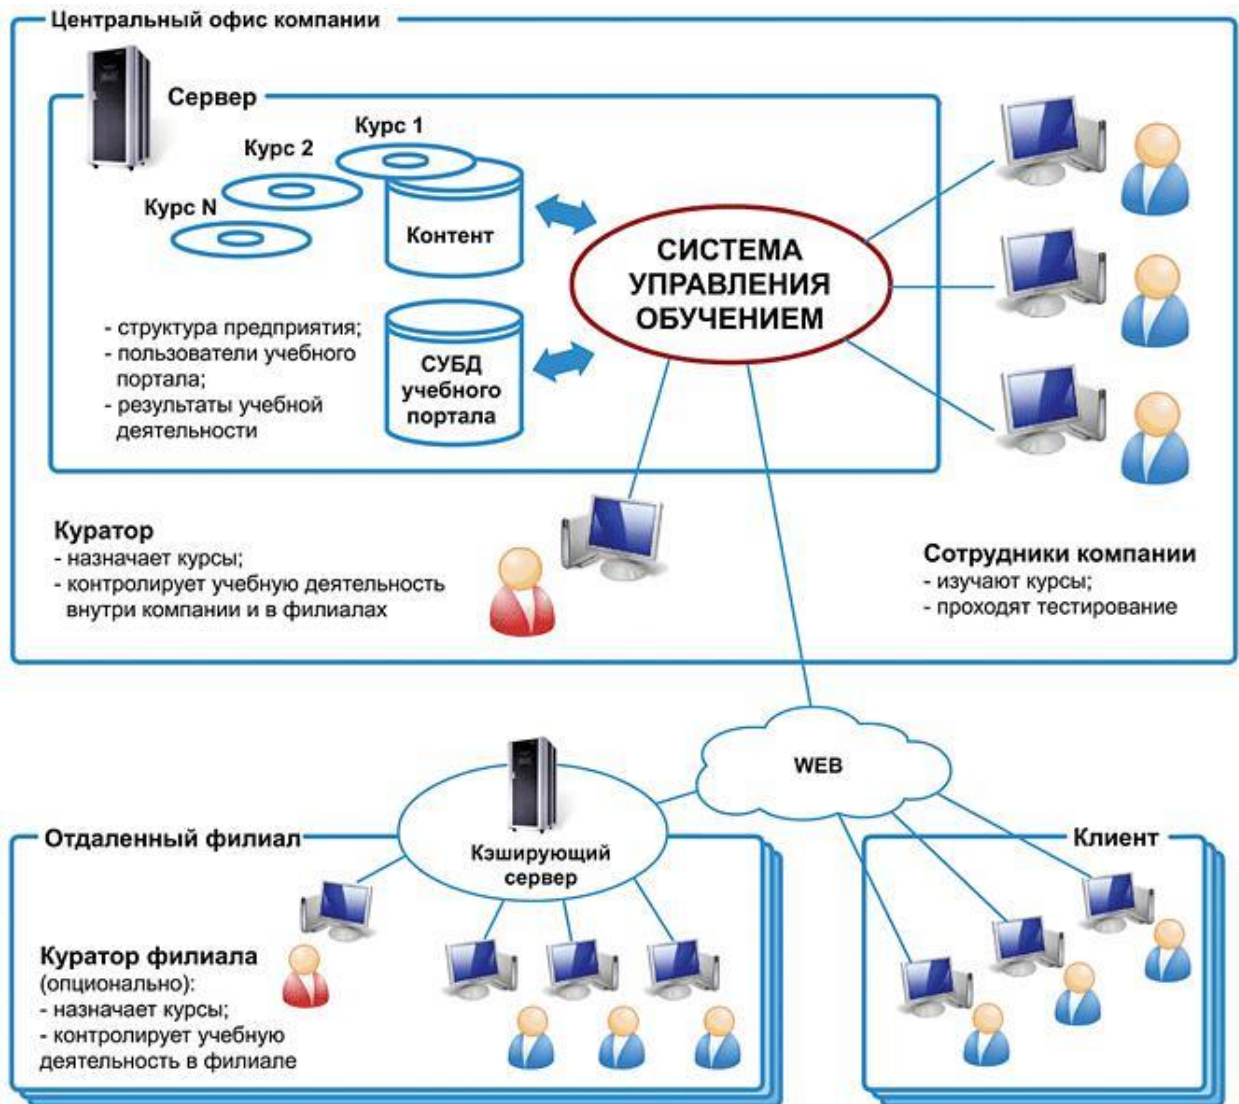 Центральный офис компании
Сервер
Курс 1
Курс 2
Курс N
Контент
СИСТЕМА
УПРАВЛЕНИЯ
ОБУЧЕНИЕМ
- структура предприятия;
- пользователи учебного
портала;
- результаты учебной
деятельности
СУБД
учебного
портала
Куратор
- назначает курсы;
- контролирует учебную деятельность
внутри компании и в филиалах
Сотрудники компании
- изучают курсы;
- проходят тестирование
WEB
Отдаленный филиал
Кэширующий
сервер
Клиент
Куратор филиала
(опционально):
- назначает курсы;
- контролирует учебную
деятельность в филиале